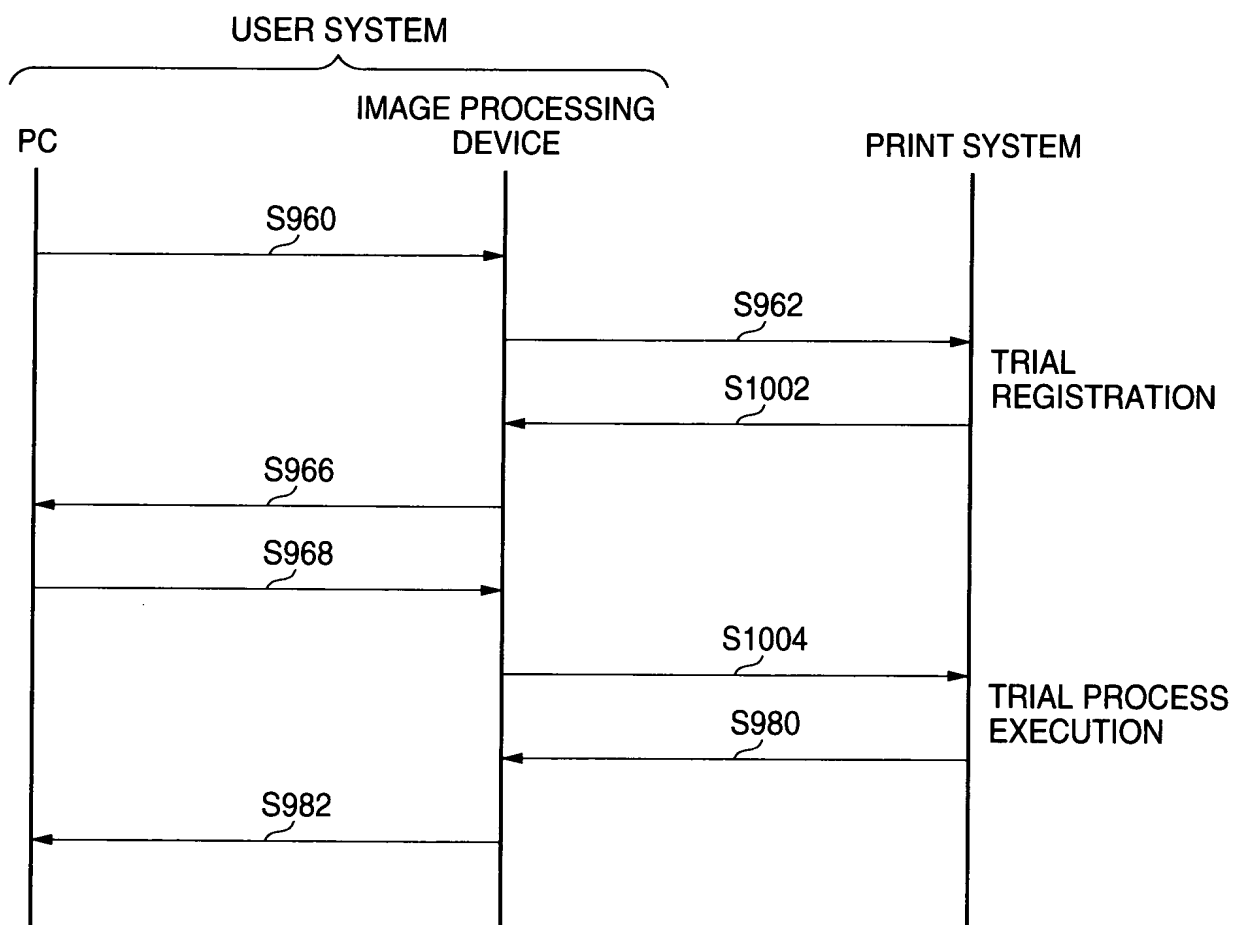 USER SYSTEM
IMAGE PROCESSING
DEVICE
PC
PRINT SYSTEM
S960
S962
TRIAL
REGISTRATION
S1002
S966
S968
S1004
TRIAL PROCESS
EXECUTION
S980
S982